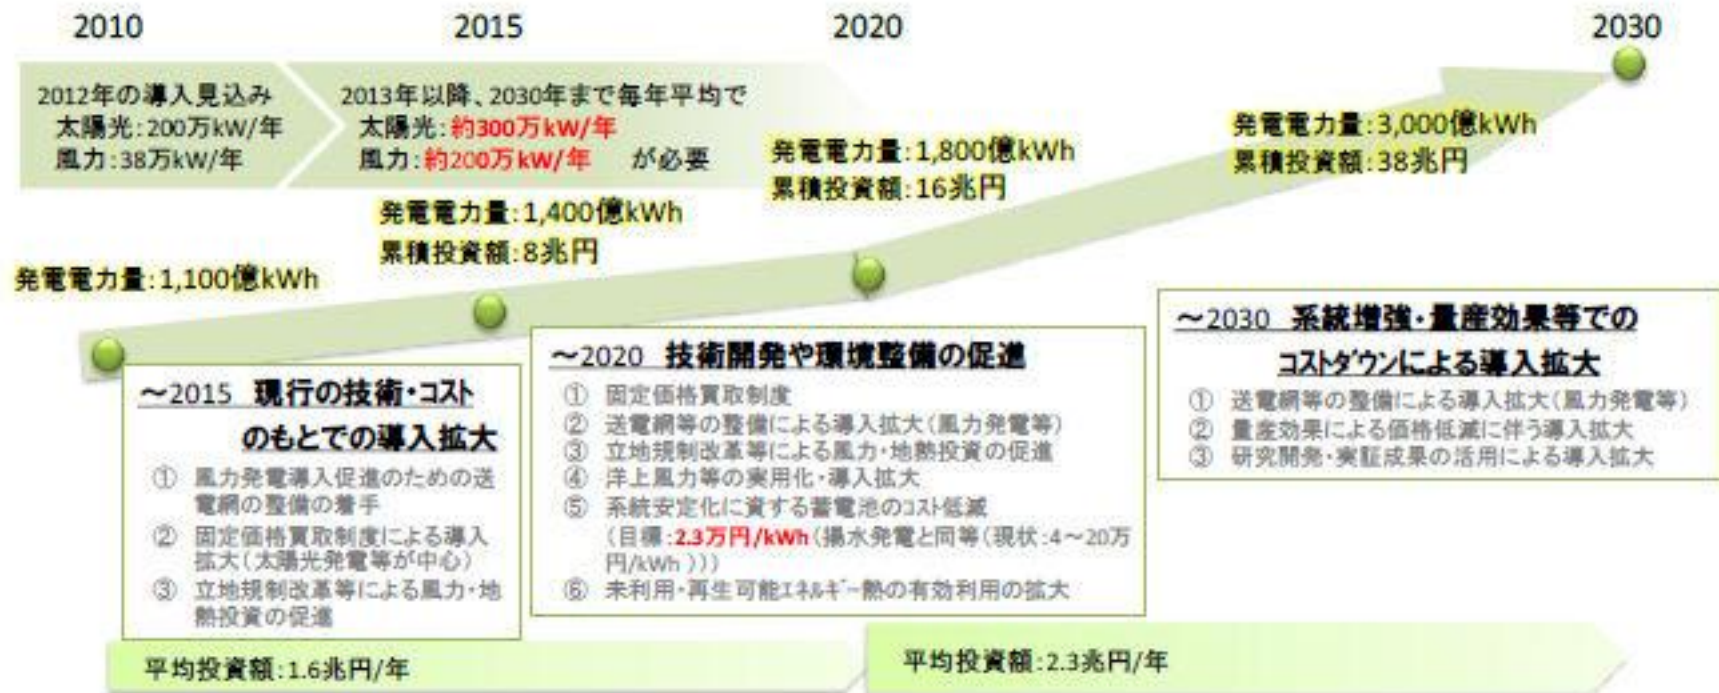 2010
2015
2020
2030
2012年の導入見込み
太陽光:200万kW/年
風力:38万kW/年
2013年以降、2030年まで毎年平均で
太陽光:約300万kW/年
風力:約200万kW/年 が必要
発電電力量:1,100億kWh
発電電力量:1,400億kWh
累積投資額:8兆円
発電電力量:1,800億kWh
累積投資額:16兆円
発電電力量:3,000億kWh
累積投資額:38兆円
~2015 現行の技術・コスト
のもとでの導入拡大
① 風力発電導入促進のための送
電網の整備の着手
② 固定価格買取制度による導入
拡大(太陽光発電等が中心)
③ 立地規制改革等による風力・地
熱投資の促進
~2020 技術開発や環境整備の促進
① 固定価格買取制度
② 送電網等の整備による導入拡大(風力発電等)
③ 立地規制改革等による風力・地熱投資の促進
④ 洋上風力等の実用化・導入拡大
⑤ 系統安定化に資する蓄電池のコスト低減
(目標:2.3万円/kWh(揚水発電と同等(現状:4~20万
円/kWh)))
⑥ 未利用・再生可能エネルギー熱の有効利用の拡大
~2030 系統増強・量産効果等での
コストダウンによる導入拡大
① 送電網等の整備による導入拡大(風力発電等)
② 量産効果による価格低減に伴う導入拡大
③ 研究開発・実証成果の活用による導入拡大
平均投資額:1.6兆円/年
平均投資額:2.3兆円/年